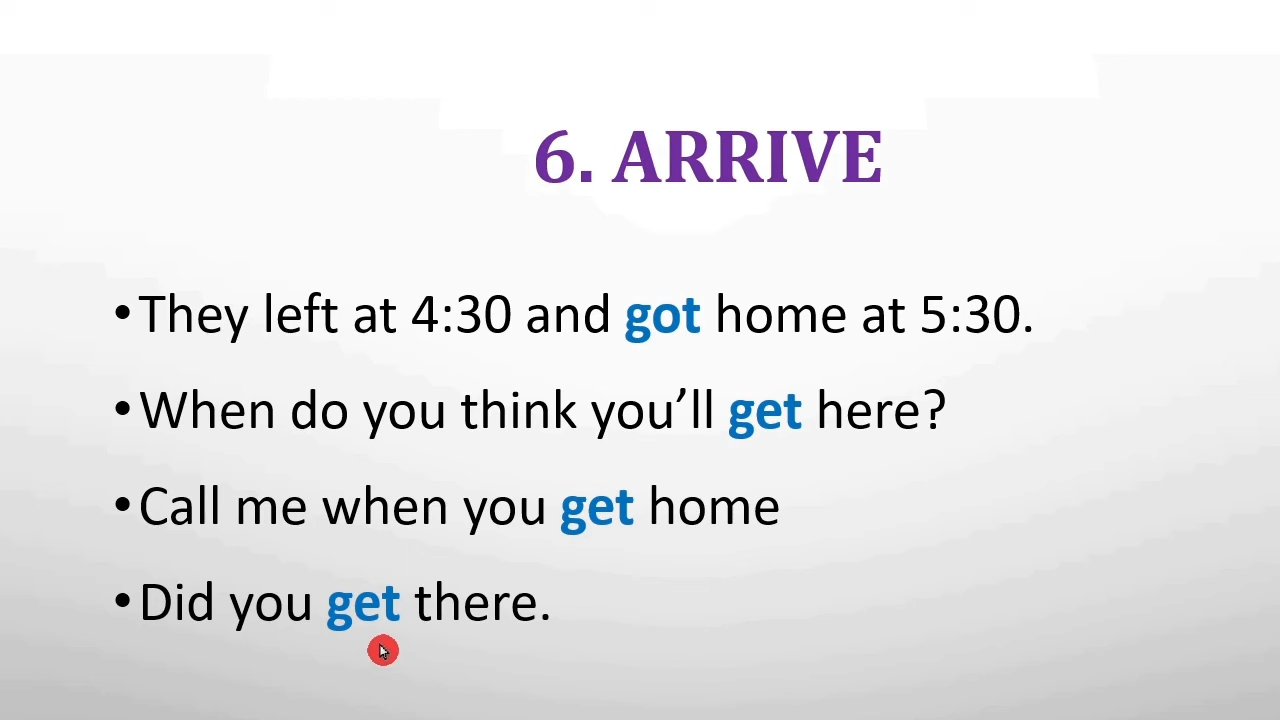 6. ARRIVE
•They left at 4:30 and got home at 5:30.
•When do you think you’ll get here?
•Call me when you get home
•Did you get there.